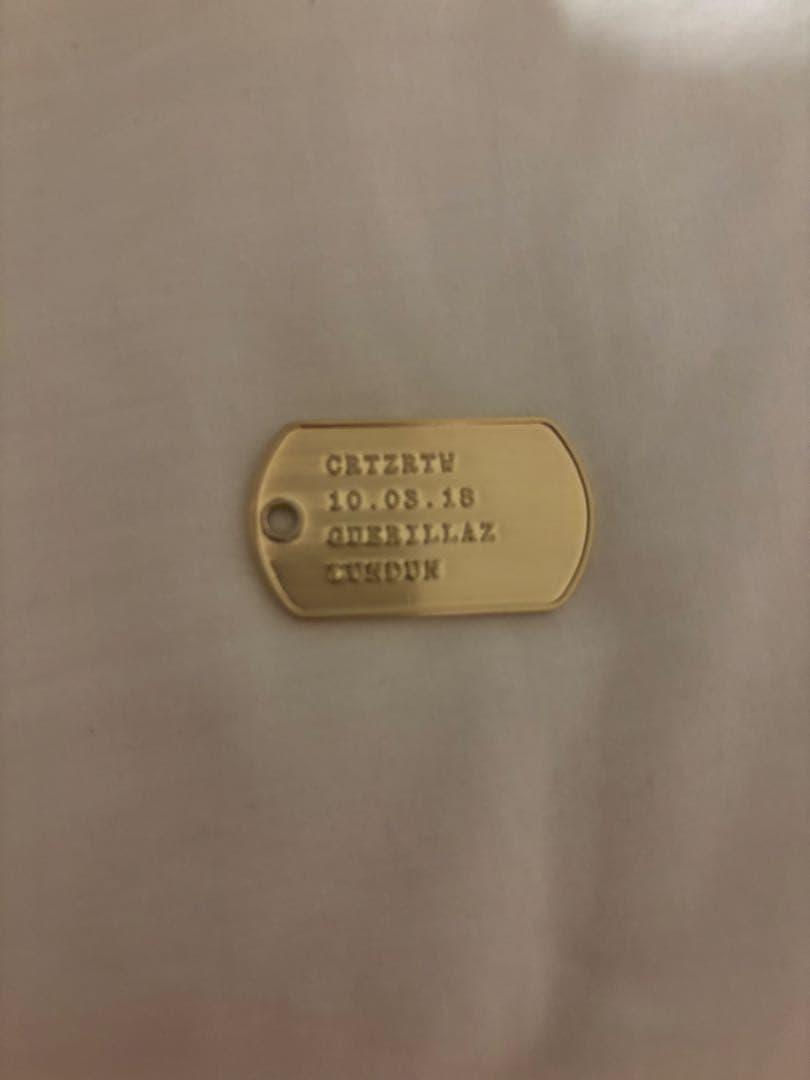 CRTZRTW
10.03.18
GUERILLAZ
LUNDUN